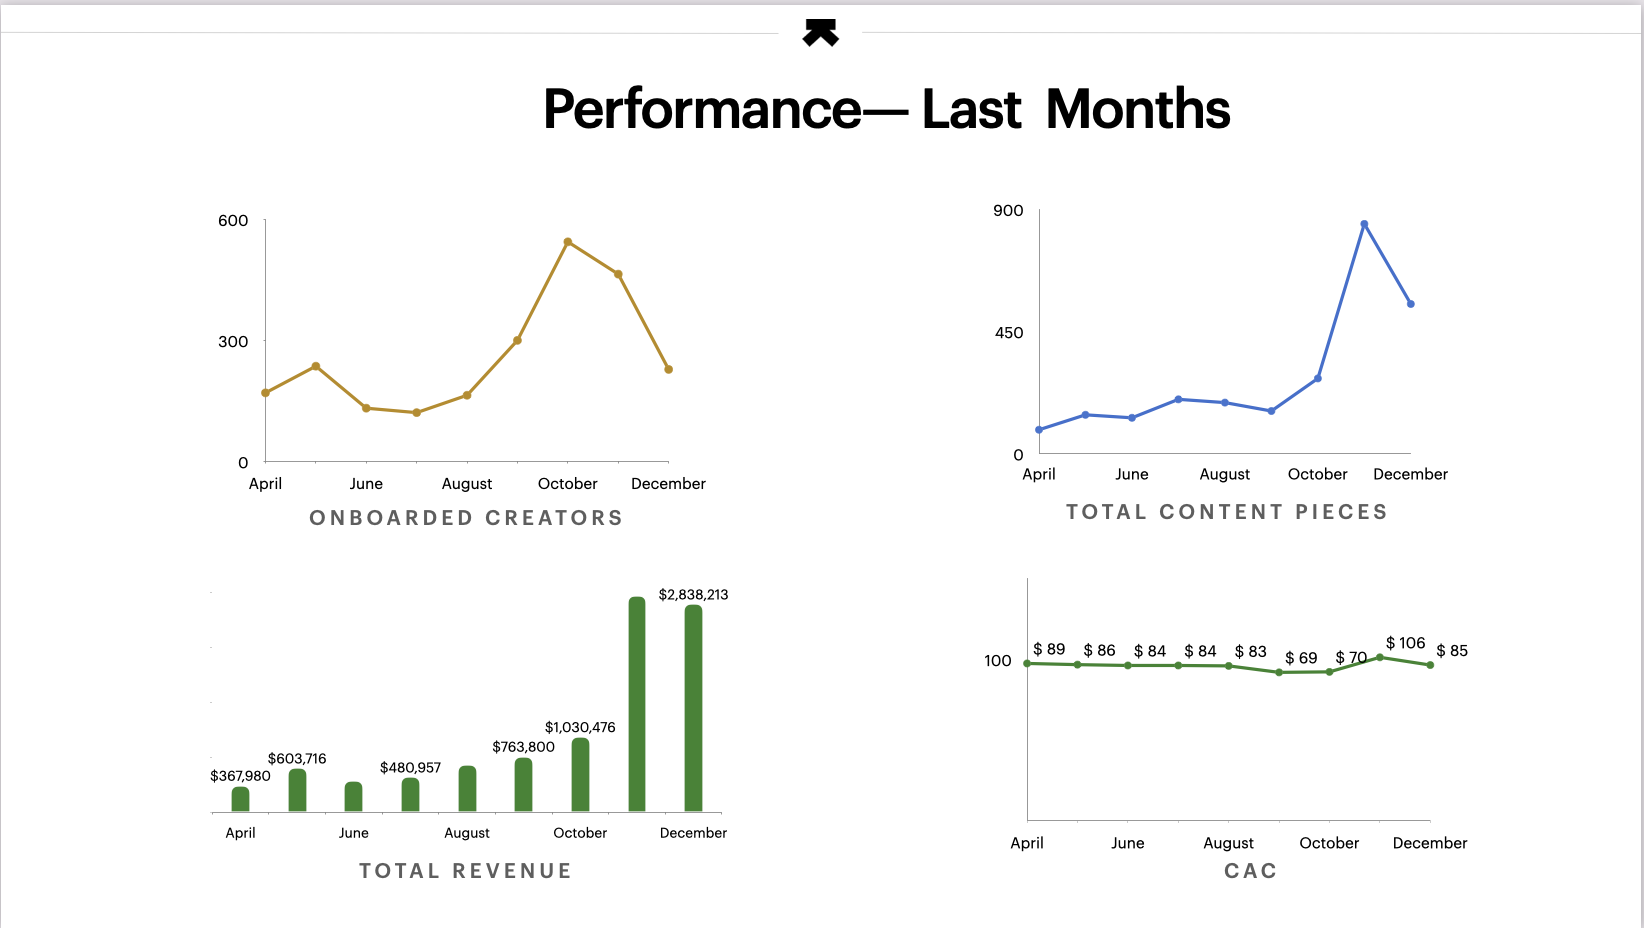 Performance— Last Months
600
300
0
April June August October December
ONBOARDED CREATORS
900
450
0
April June August October December
TOTAL CONTENT PIECES
$367,980 $603,716 $480,957 $763,800 $1,030,476 $2,838,213
April June August October December
TOTAL REVENUE
100
$ 89 $ 86 $ 84 $ 84 $ 83 $ 69 $ 70 $ 106 $ 85
April June August October December
CAC